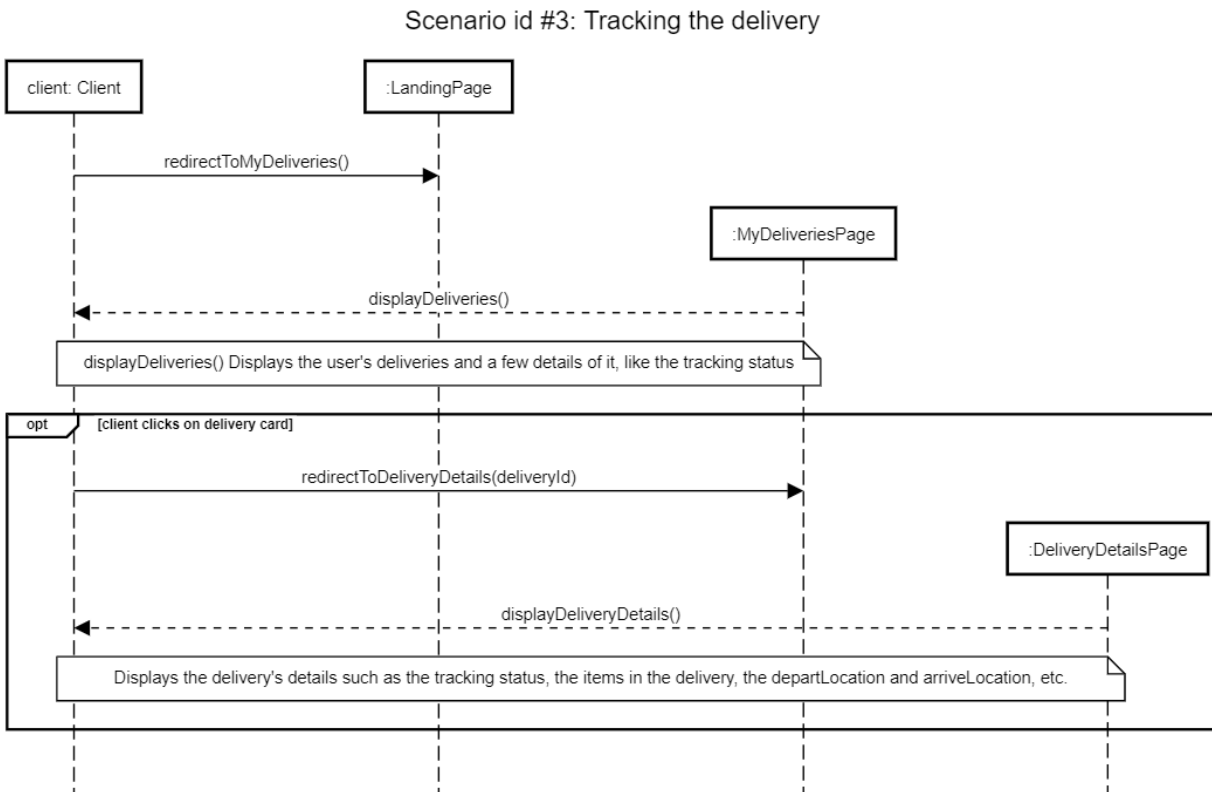 Scenario id #3: Tracking the delivery
client: Client
:LandingPage
redirectToMyDeliveries()
:MyDeliveriesPage
displayDeliveries()
displayDeliveries() Displays the user's deliveries and a few details of it, like the tracking status
opt
[client clicks on delivery card]
redirectToDeliveryDetails(deliveryId)
:DeliveryDetailsPage
displayDeliveryDetails()
Displays the delivery's details such as the tracking status, the items in the delivery, the departLocation and arriveLocation, etc.